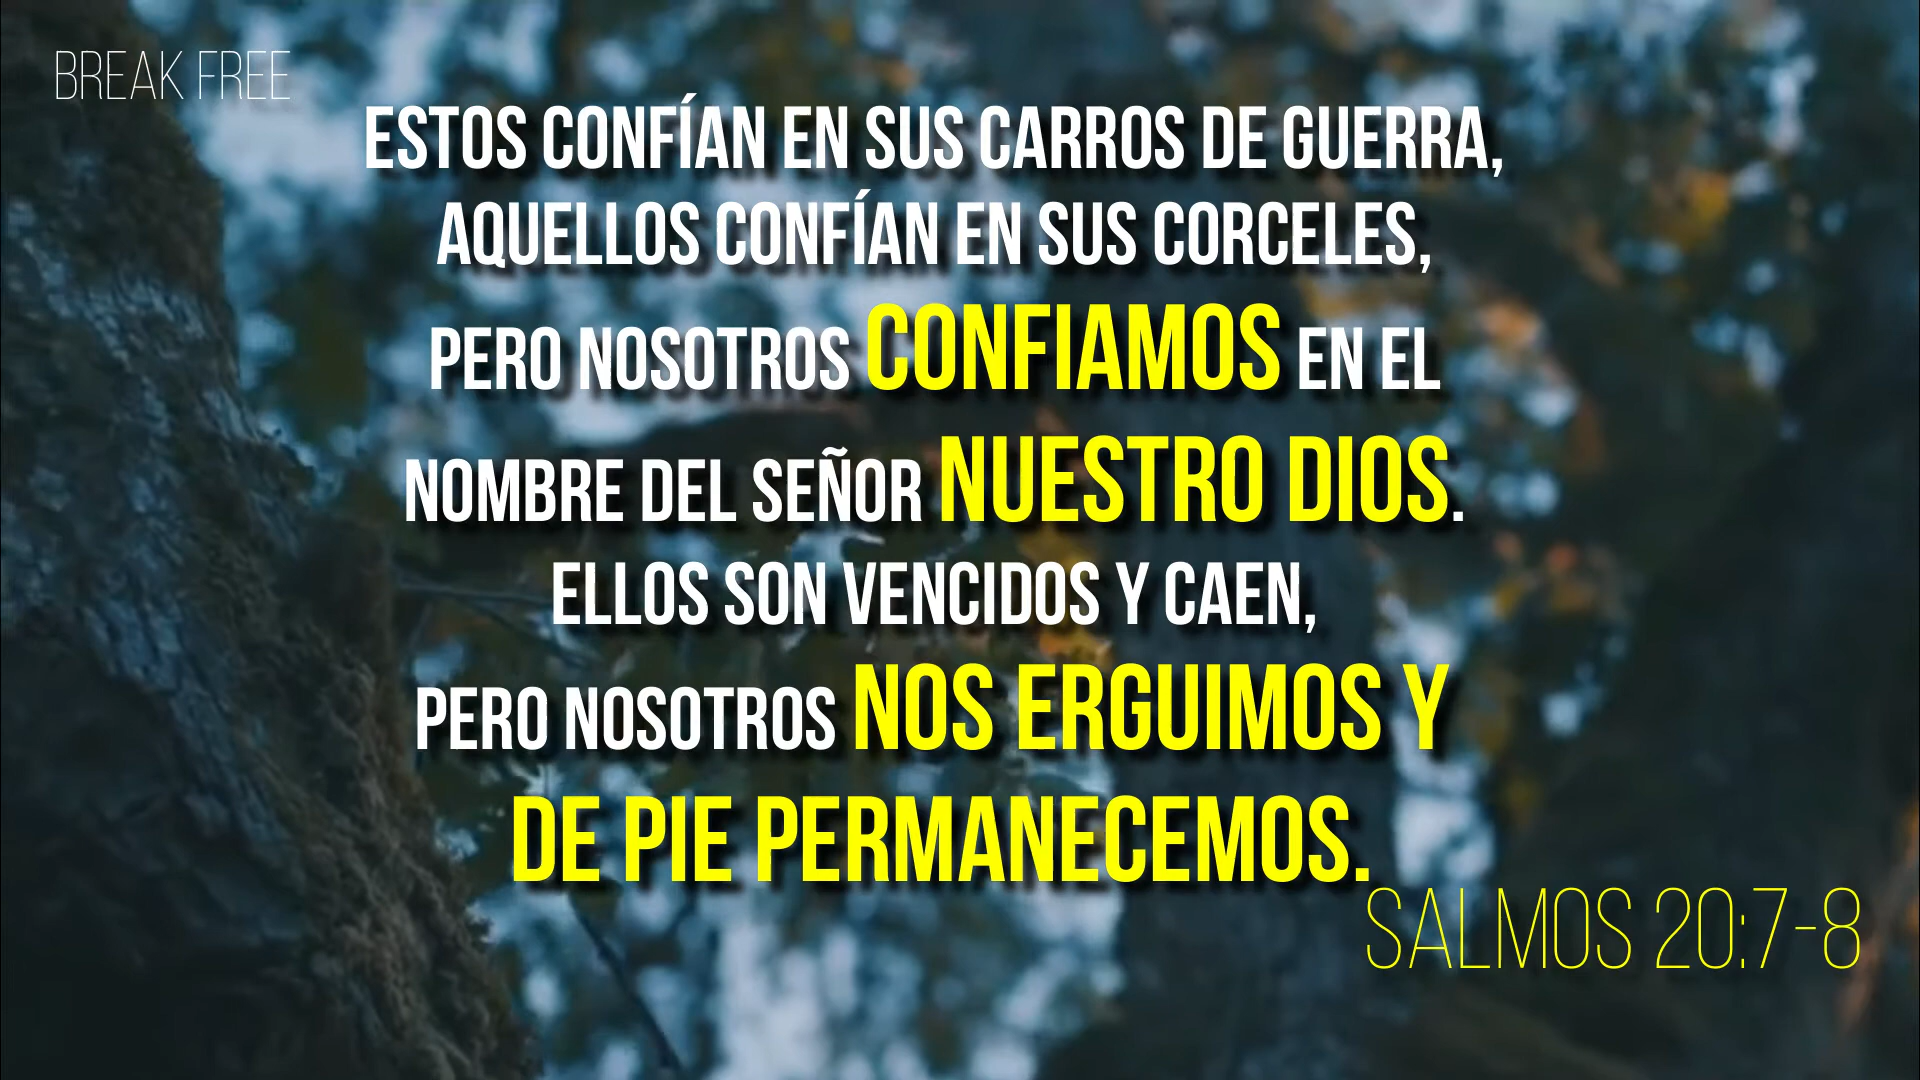 BREAK FREE
ESTOS CONFÍAN EN SUS CARROS DE GUERRA,
AQUELLOS CONFÍAN EN SUS CORCELES,
PERO NOSOTROS CONFIAMOS EN EL
NOMBRE DEL SEÑOR NUESTRO DIOS.
ELLOS SON VENCIDOS Y CAEN,
PERO NOSOTROS NOS ERGUIMOS Y
DE PIE PERMANECEMOS.
SALMOS 20:7-8